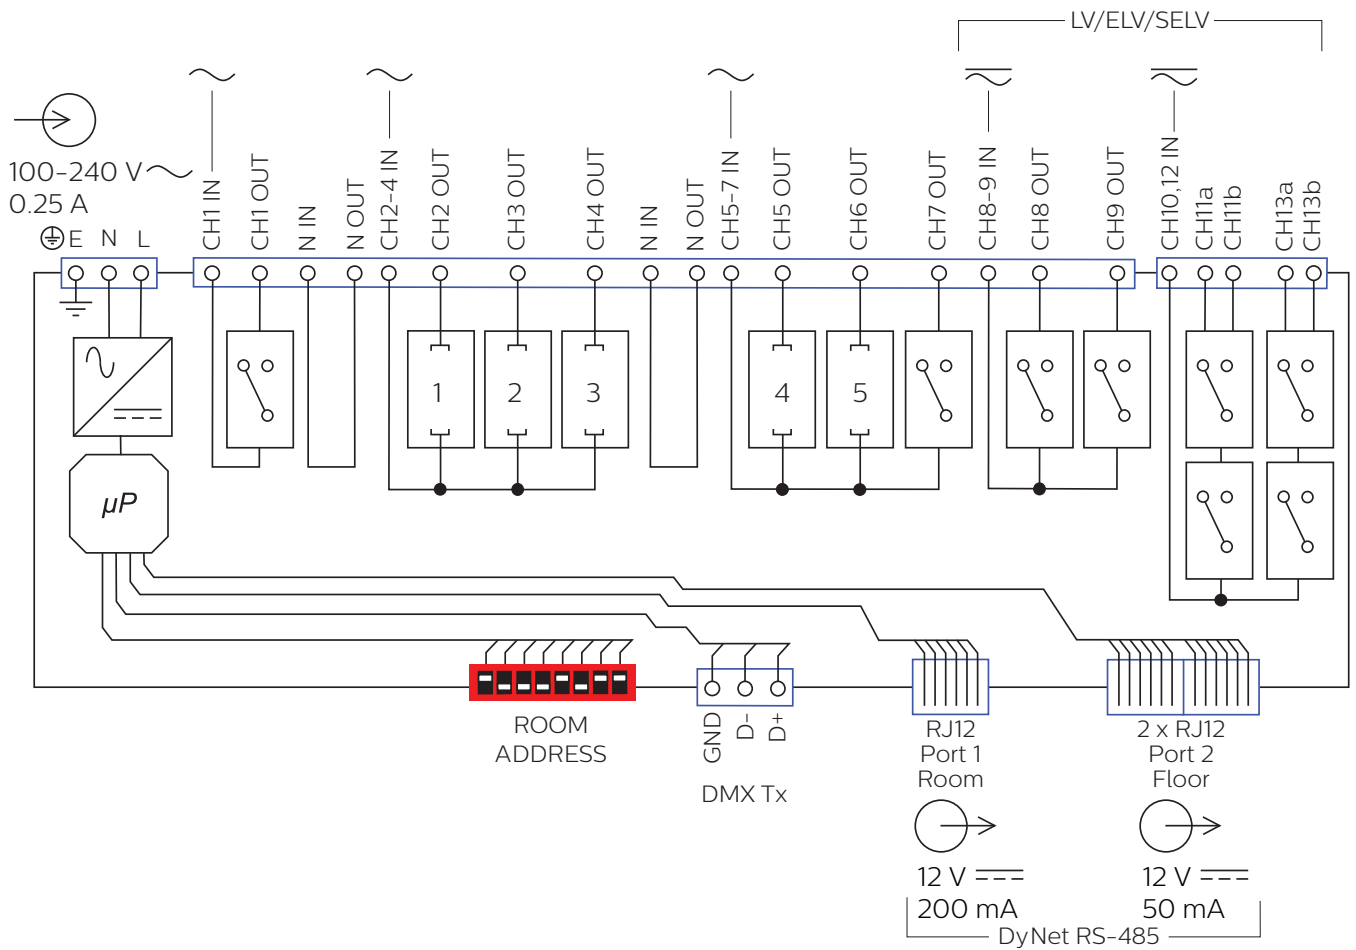 LV/ELV/SELV
100-240 V
0.25 A
E
N
L
CH1 IN
CH1 OUT
N IN
N OUT
CH2-4 IN
CH2 OUT
CH3 OUT
CH4 OUT
N IN
N OUT
CH5-7 IN
CH5 OUT
CH6 OUT
CH7 OUT
CH8-9 IN
CH8 OUT
CH9 OUT
CH10,12 IN
CH11a
CH11b
CH13a
CH13b
1
2
3
4
5
µP
ROOM
ADDRESS
GND
D-
D+
DMX Tx
RJ12
Port 1
Room
2 x RJ12
Port 2
Floor
12 V
200 mA
12 V
50 mA
DyNet RS-485